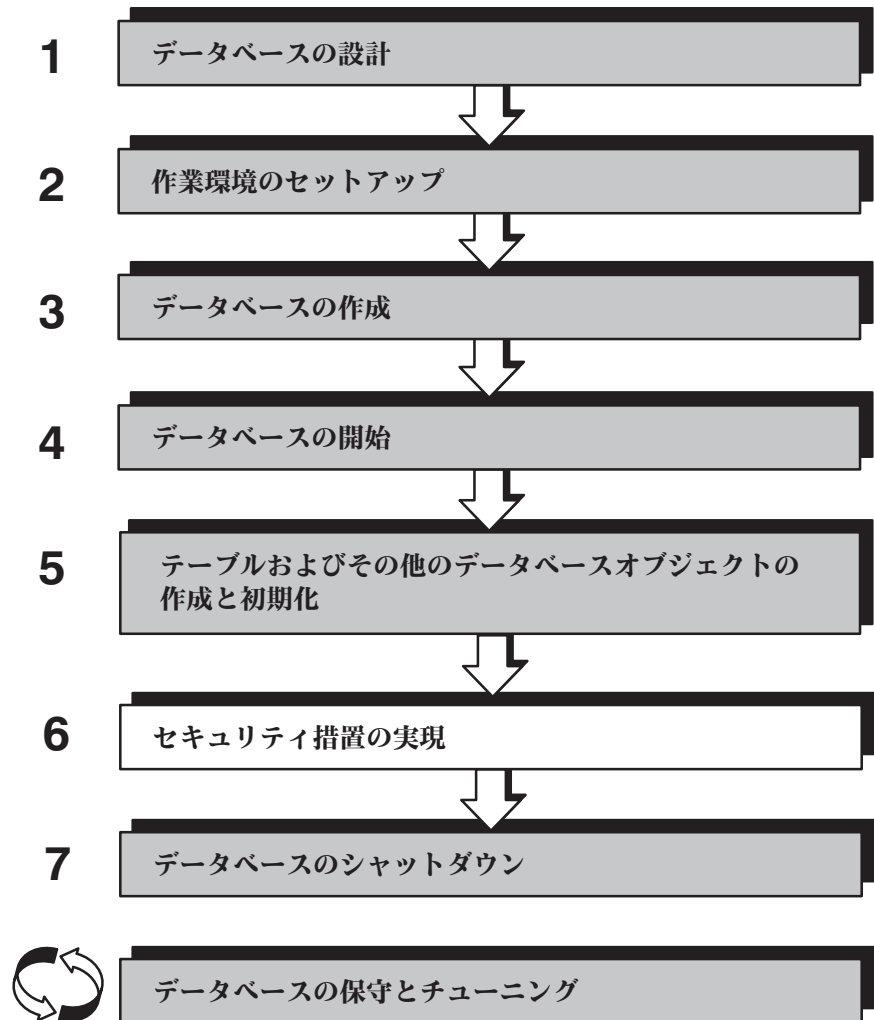 1 データベースの設計
2 作業環境のセットアップ
3 データベースの作成
4 データベースの開始
5 テーブルおよびその他のデータベースオブジェクトの
作成と初期化
6 セキュリティ措置の実現
7 データベースのシャットダウン
データベースの保守とチューニング